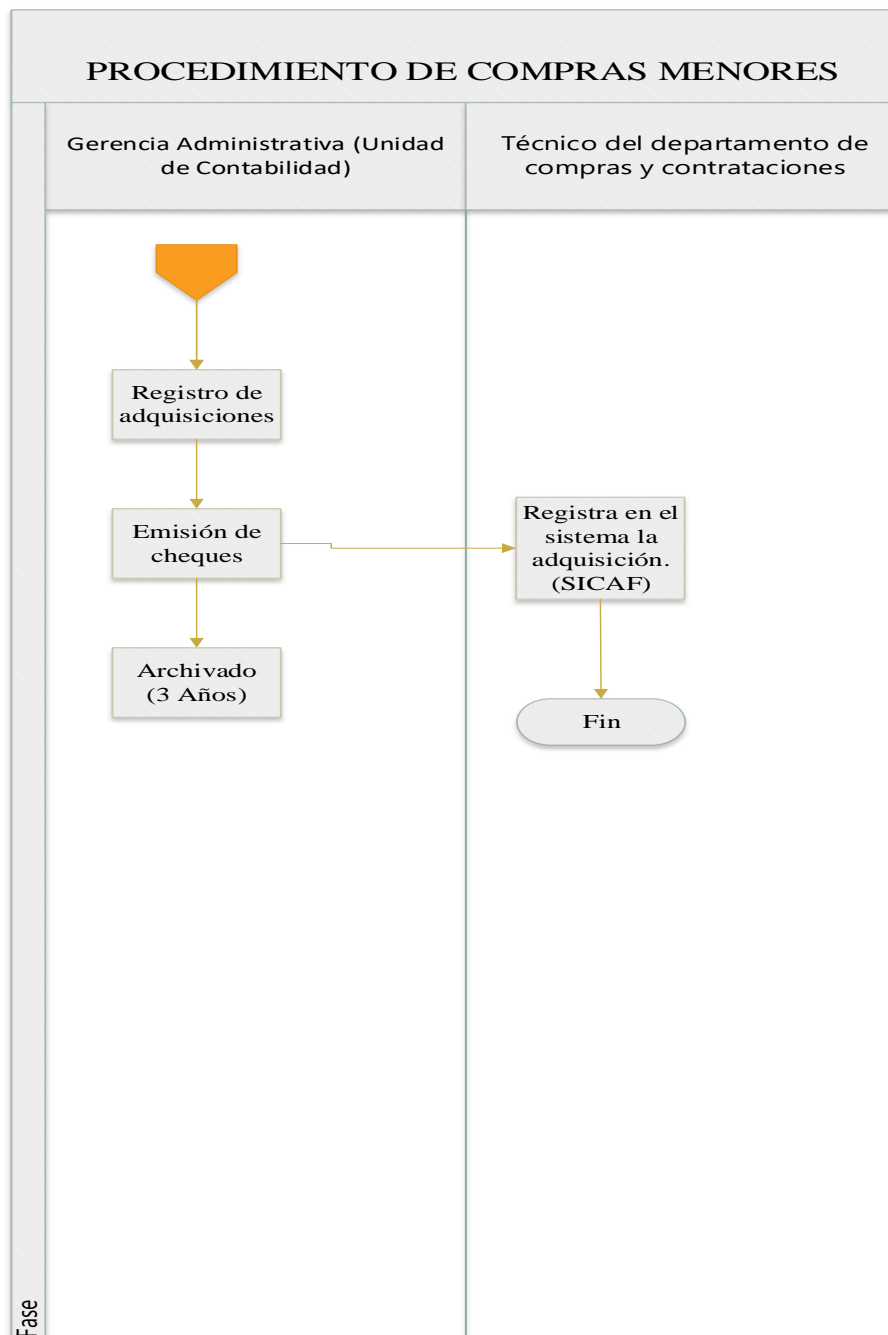 PROCEDIMIENTO DE COMPRAS MENORES
Gerencia Administrativa (Unidad
de Contabilidad)
Técnico del departamento de
compras y contrataciones
Registro de
adquisiciones
Emisión de
cheques
Registra en el
sistema la
adquisición.
(SICAF)
Archivado
(3 Años)
Fin
Fase